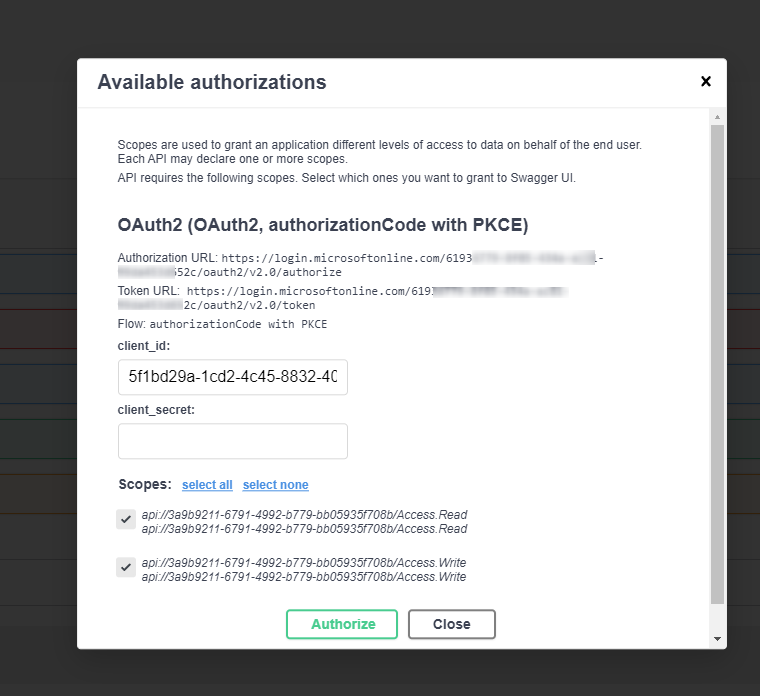 Available authorizations
Scopes are used to grant an application different levels of access to data on behalf of the end user.
Each API may declare one or more scopes.
API requires the following scopes. Select which ones you want to grant to Swagger UI.
OAuth2 (OAuth2, authorizationCode with PKCE)
Authorization URL: https://login.microsoftonline.com/6193
52c/oauth2/v2.0/authorize
Token URL: https://login.microsoftonline.com/619
2c/oauth2/v2.0/token
Flow: authorizationCode with PKCE
client_id:
5f1bd29a-1cd2-4c45-8832-40
client_secret:
Scopes: select all select none
api://3a9b9211-6791-4992-b779-bb05935f708b/Access.Read
api://3a9b9211-6791-4992-b779-bb05935f708b/Access.Read
api://3a9b9211-6791-4992-b779-bb05935f708b/Access.Write
api://3a9b9211-6791-4992-b779-bb05935f708b/Access.Write
Authorize Close